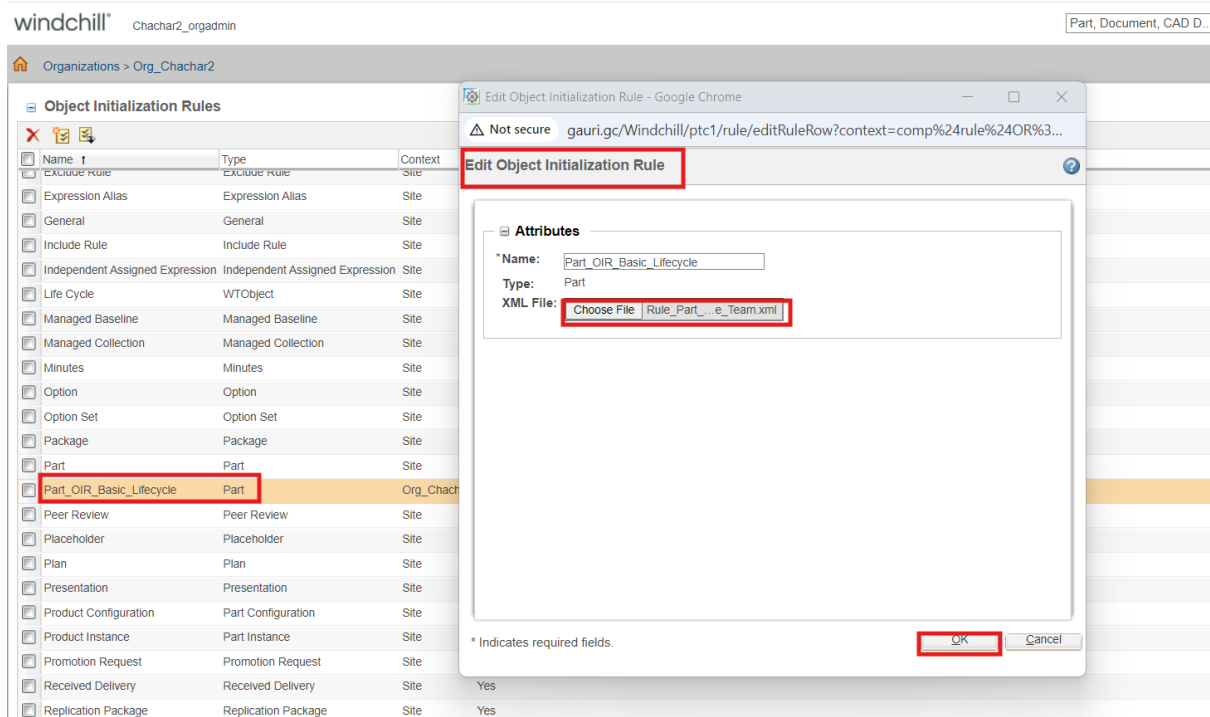 windchill® Chachar2_orgadmin Part, Document, CAD D...
Organizations > Org_Chachar2
Object Initialization Rules
Name ↑ Type Context
Exclude Rule Exclude Rule Site
Expression Alias Expression Alias Site
General General Site
Include Rule Include Rule Site
Independent Assigned Expression Independent Assigned Expression Site
Life Cycle WTObject Site
Managed Baseline Managed Baseline Site
Managed Collection Managed Collection Site
Minutes Minutes Site
Option Option Site
Option Set Option Set Site
Package Package Site
Part Part Site
Part_OIR_Basic_Lifecycle Part Org_Chach
Peer Review Peer Review Site
Placeholder Placeholder Site
Plan Plan Site
Presentation Presentation Site
Product Configuration Part Configuration Site
Product Instance Part Instance Site
Promotion Request Promotion Request Site
Received Delivery Received Delivery Site Yes
Replication Package Replication Package Site Yes
Edit Object Initialization Rule - Google Chrome
Not secure gauri.gc/Windchill/ptc1/rule/editRuleRow?context=comp%24rule%24OR%3...
Edit Object Initialization Rule
Attributes
*Name: Part_OIR_Basic_Lifecycle
Type: Part
XML File: Choose File Rule_Part_...e_Team.xml
* Indicates required fields. OK Cancel